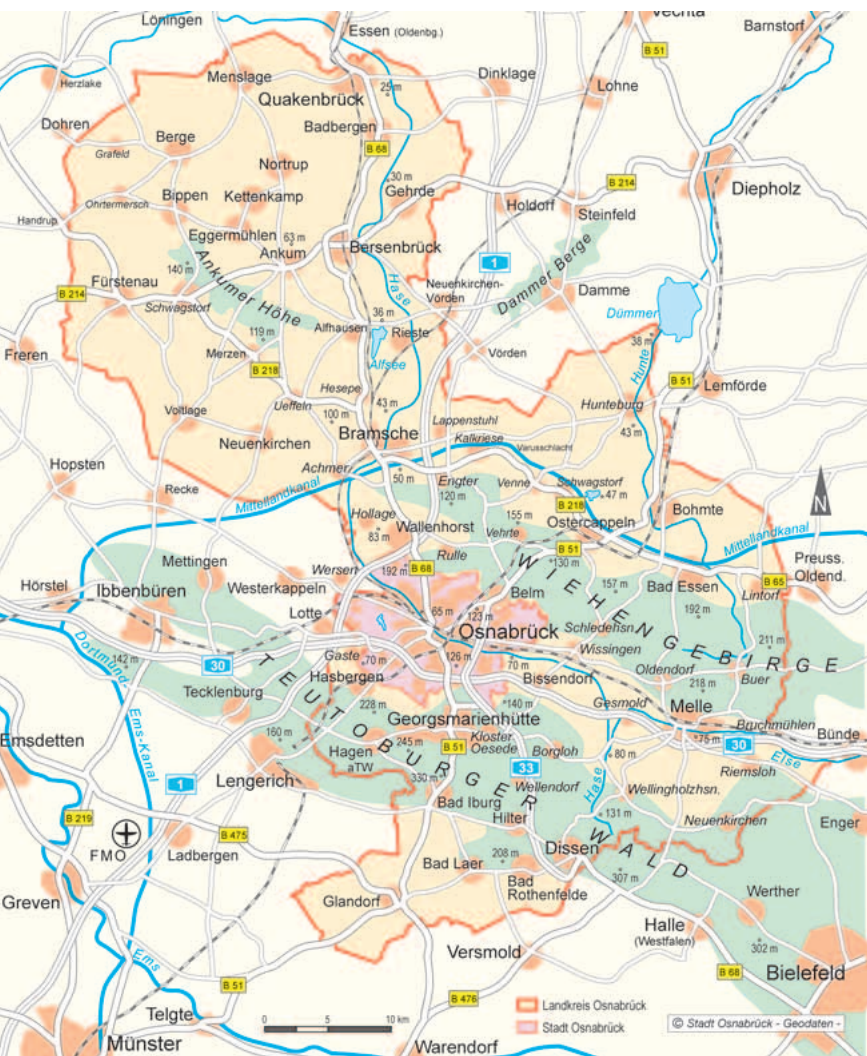 Löningen
Essen (Oldenbg.)
Vechta
Barnstorf
B 51
Herzlake
Menslage
Quakenbrück
25 m
Dinklage
Lohne
Dohren
Berge
Badbergen
Grafeld
B 68
Nortrup
30 m
Gehrde
B 214
Diepholz
Ohrtermersch
Bippen
Kettenkamp
Holdorf
Steinfeld
Handrup
Eggermühlen
63 m
Ankum
Bersenbrück
1
140 m
Ankumer Höhe
Hase
Neuenkirchen-
Vörden
Dammer Berge
Damme
B 214
Fürstenau
Schwagstorf
Dümmer
36 m
Alfhausen
Rieste
119 m
38 m
Freren
Merzen
Alfsee
Vörden
Hunte
B 218
B 51
Lemförde
Hesepe
Voltlage
Ueffeln
43 m
100 m
Hunteburg
Lappenstuhl
43 m
Neuenkirchen
Bramsche
Kalkriese
Varusschlacht
Achmer
50 m
Hopsten
Recke
Engter
Venne
Schwagstorf
47 m
Mittellandkanal
120 m
B 218
Bohmte
N
Hollage
Wallenhorst
155 m
Ostercappeln
83 m
Vehrte
Mittellandkanal
Mettingen
Rulle
B 51
Preuss.
Oldend.
Wersen
192 m
B 68
130 m
B 65
Hörstel
Ibbenbüren
Westerkappeln
Belm
157 m
Bad Essen
Lintorf
WIEHENGEBIRGE
192 m
Lotte
65 m
123 m
Osnabrück
Schledehsn.
Dortmund-
Ems-Kanal
142 m
30
Gaste
70 m
126 m
70 m
Wissingen
211 m
TEUTOBURGER WALD
Hasbergen
Bissendorf
Oldendorf
Buer
Tecklenburg
228 m
140 m
218 m
Gesmold
Melle
Georgsmarienhütte
Bruchmühlen
Bünde
Emsdetten
160 m
245 m
B 51
Kloster
Oesede
75 m
30
Hagen
aTW
Borgloh
80 m
Else
Lengerich
1
330 m
33
Riemsloh
Wellendorf
Hase
Wellingholzhsn.
Bad Iburg
B 219
Hilter
131 m
Neuenkirchen
Enger
FMO
Ladbergen
B 475
Dissen
208 m
Bad Laer
Greven
Bad
Rothenfelde
307 m
Werther
Glandorf
Halle
(Westfalen)
302 m
Versmold
Ems
B 68
Bielefeld
B 51
B 476
Landkreis Osnabrück
Telgte
0 5 10 km
Stadt Osnabrück
© Stadt Osnabrück - Geodaten -
Münster
Warendorf